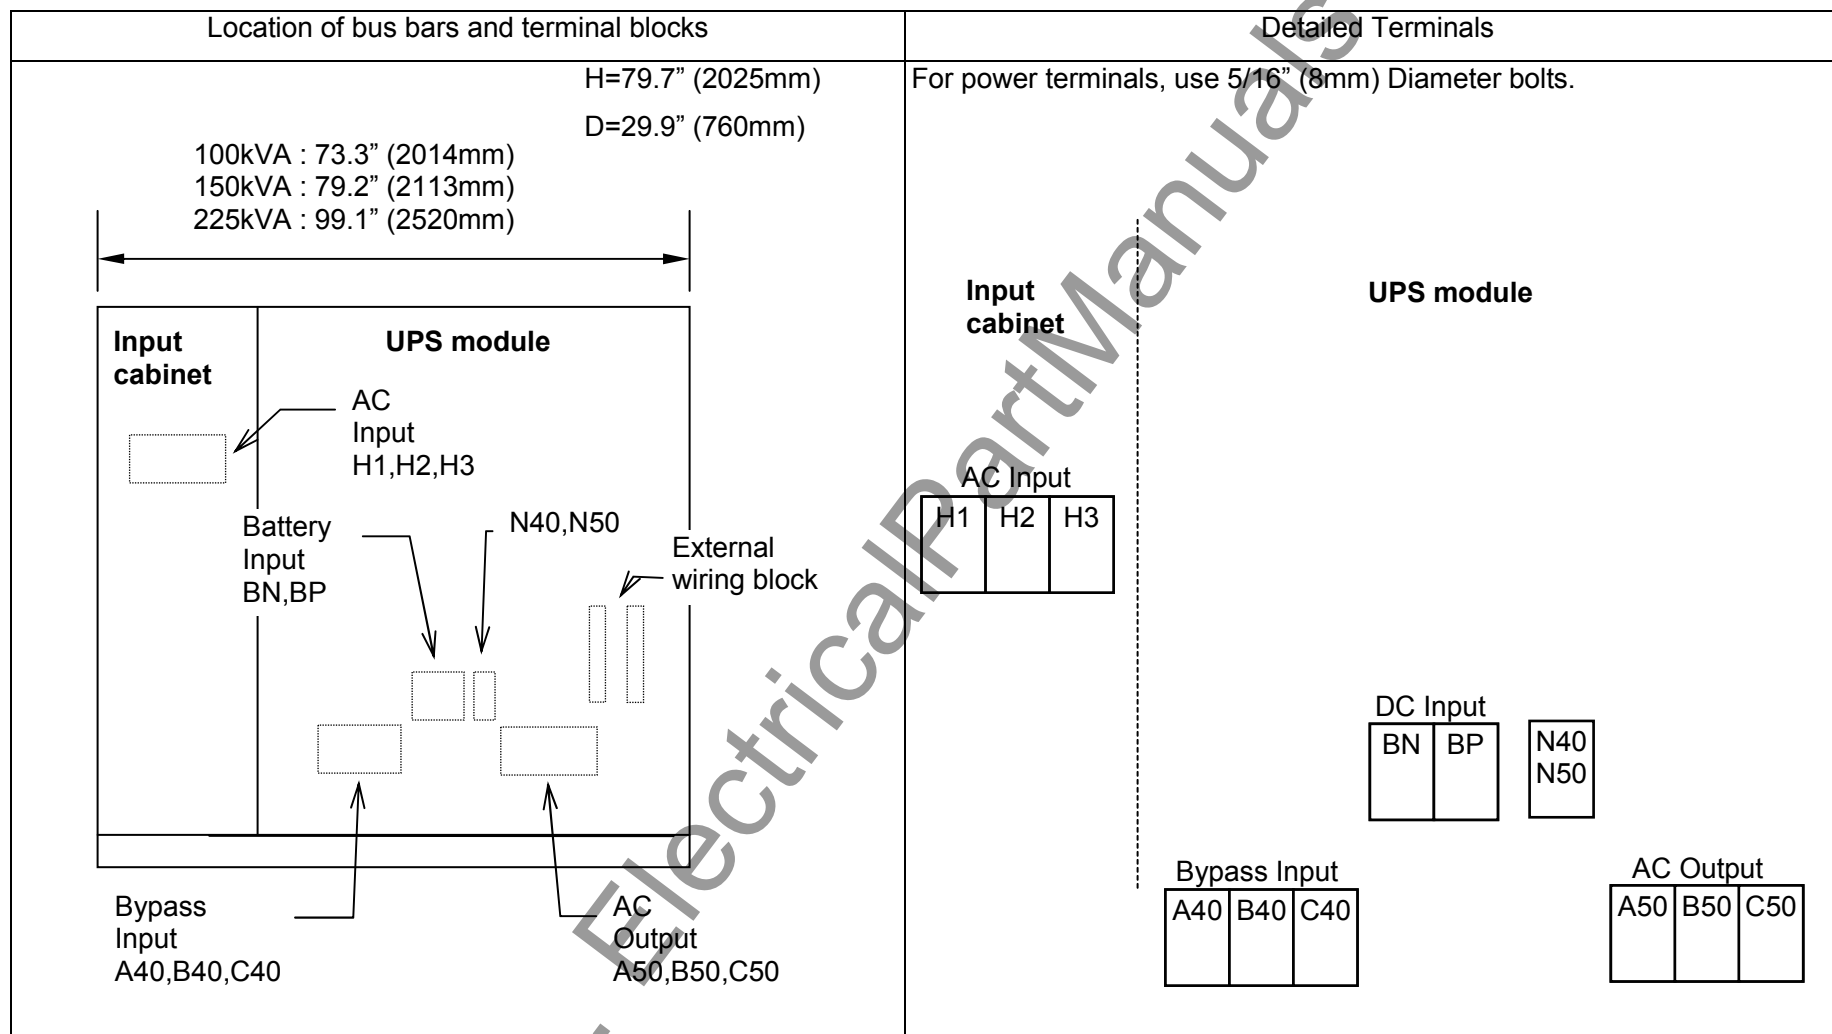 Location of bus bars and terminal blocks
Detailed Terminals
H=79.7” (2025mm)
D=29.9” (760mm)
100kVA : 73.3” (2014mm)
150kVA : 79.2” (2113mm)
225kVA : 99.1” (2520mm)
Input
cabinet
UPS module
AC
Input
H1,H2,H3
Battery
Input
BN,BP
N40,N50
External
wiring block
Bypass
Input
A40,B40,C40
AC
Output
A50,B50,C50
For power terminals, use 5/16” (8mm) Diameter bolts.
Input
cabinet
UPS module
AC Input
H1 H2 H3
DC Input
BN BP
N40
N50
Bypass Input
A40 B40 C40
AC Output
A50 B50 C50
ElectricalPartManuals